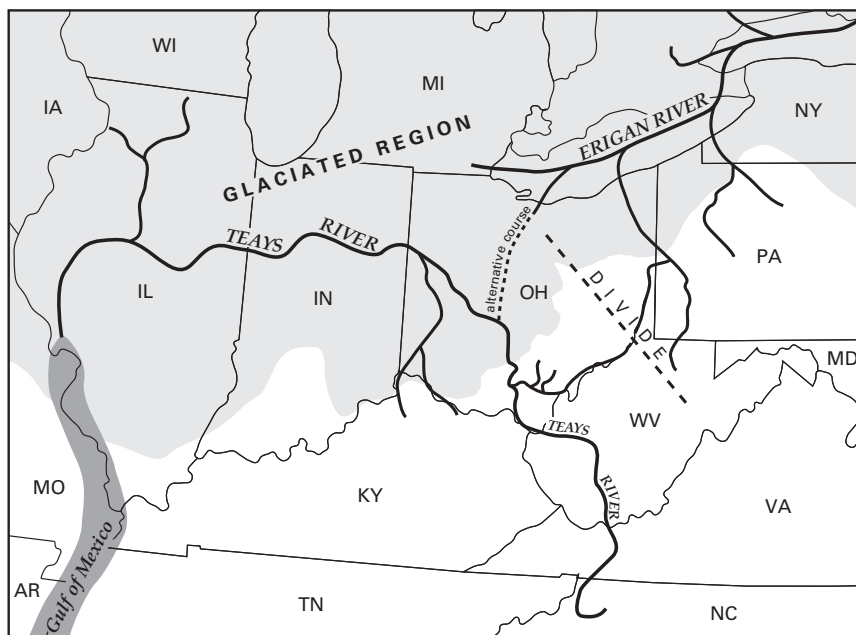 WI
IA
MI
NY
ERIGAN RIVER
GLACIATED REGION
TEAYS RIVER
alternative course
PA
IL
IN
OH
DIVIDE
MD
WV
TEAYS RIVER
MO
KY
VA
AR
Gulf of Mexico
TN
NC